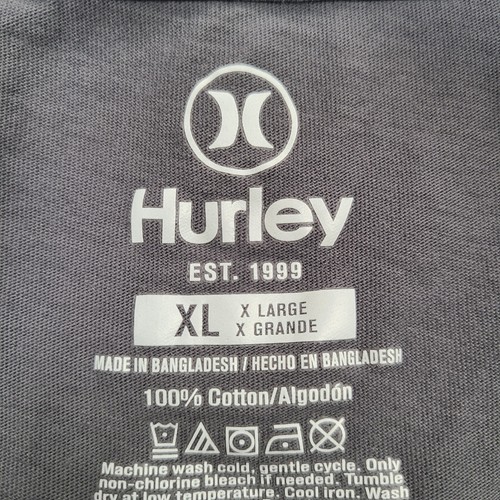 Hurley
EST. 1999
XL X LARGE
X GRANDE
MADE IN BANGLADESH / HECHO EN BANGLADESH
100% Cotton/Algodón
Machine wash cold, gentle cycle. Only
non-chlorine bleach if needed. Tumble
dry at low temperature. Cool iron. Wash